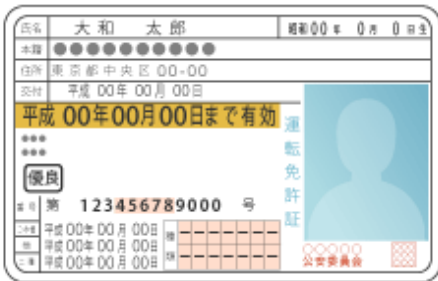 氏名 大和 太郎 昭和00年 0月 0日生
本籍 ●●●●●●●●●●
住所 東京都中央区 00-00
交付 平成 00年 00月 00日
平成 00年00月00日まで有効
●●●
●●●
優良
番号 第 123456789000 号
平成00年 00月 00日
他 平成00年 00月 00日
二種 平成00年 00月 00日
種類
運転免許証
○○○○○
公安委員会